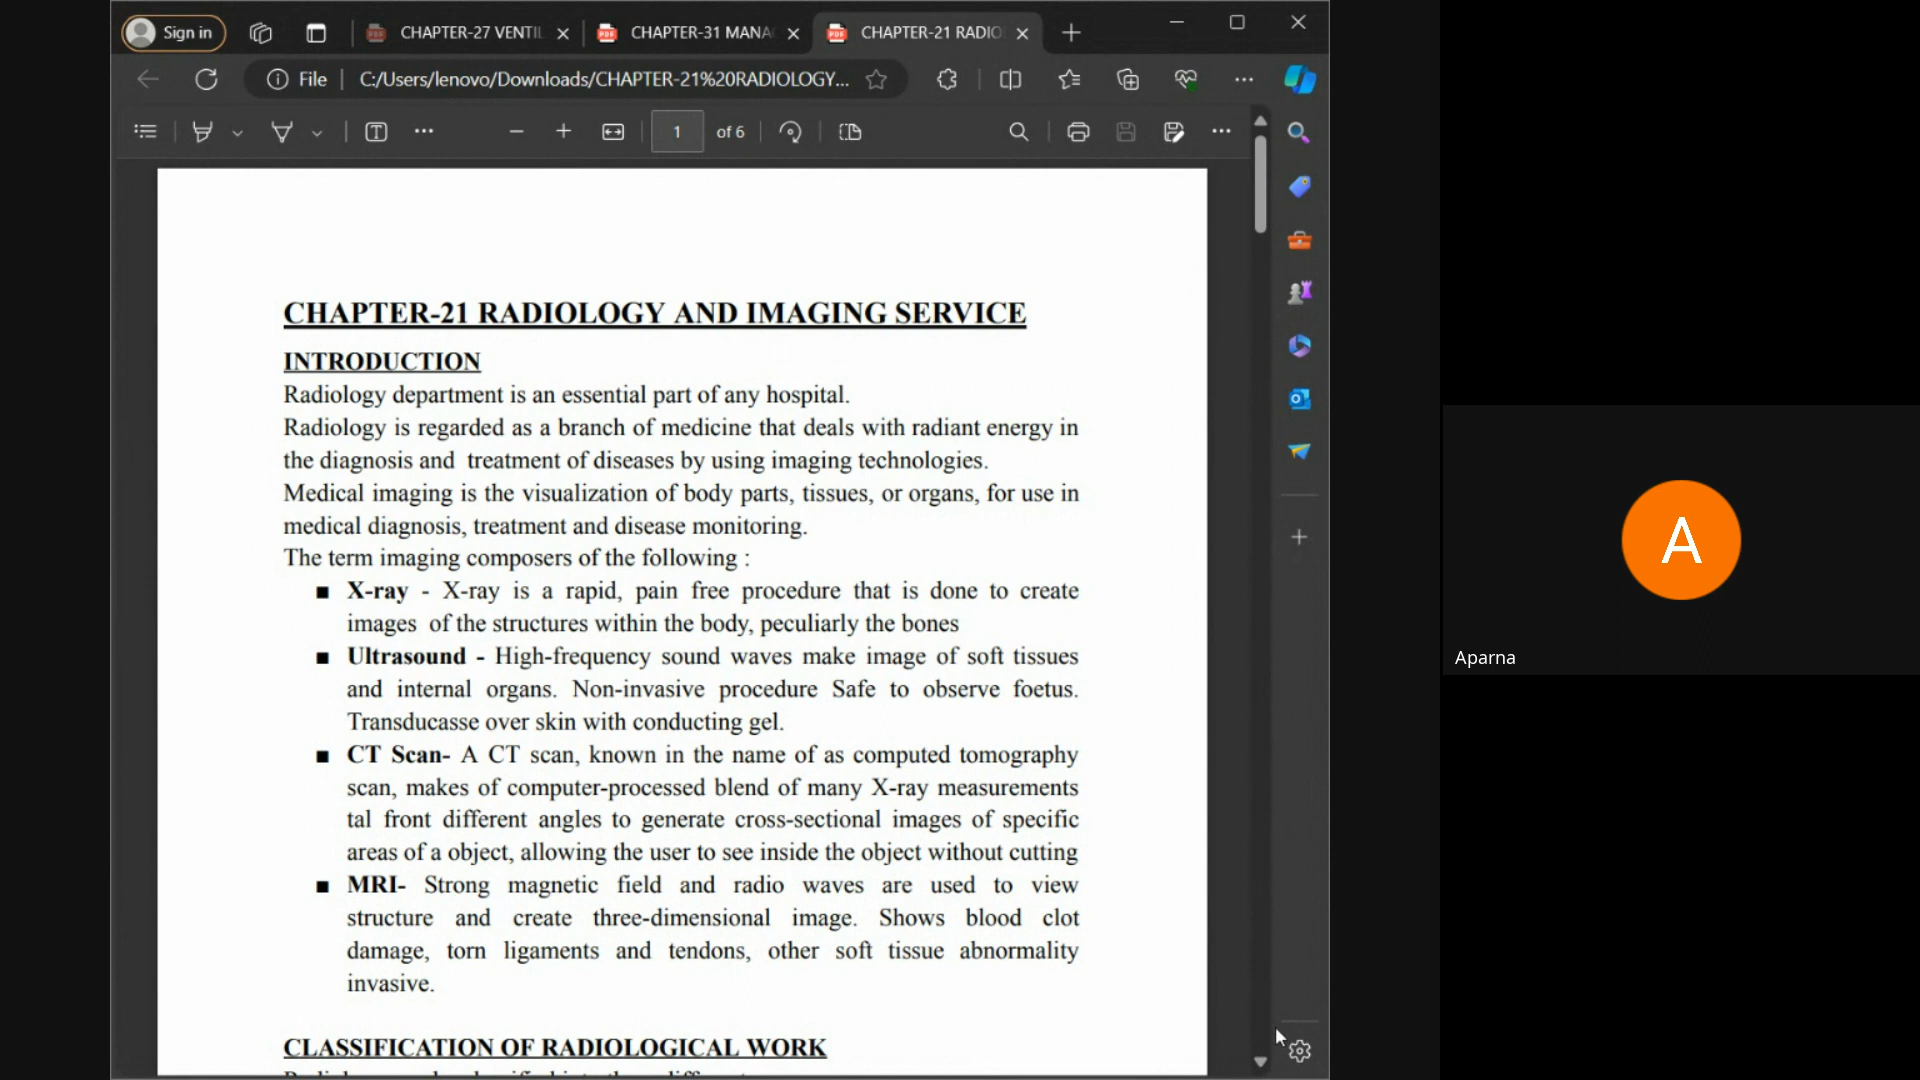 Sign in
CHAPTER-27 VENTIL
CHAPTER-31 MANA
CHAPTER-21 RADIO
File
C:/Users/lenovo/Downloads/CHAPTER-21%20RADIOLOGY...
1 of 6
CHAPTER-21 RADIOLOGY AND IMAGING SERVICE
INTRODUCTION
Radiology department is an essential part of any hospital.
Radiology is regarded as a branch of medicine that deals with radiant energy in
the diagnosis and treatment of diseases by using imaging technologies.
Medical imaging is the visualization of body parts, tissues, or organs, for use in
medical diagnosis, treatment and disease monitoring.
The term imaging composers of the following :
■ X-ray - X-ray is a rapid, pain free procedure that is done to create
images of the structures within the body, peculiarly the bones
■ Ultrasound - High-frequency sound waves make image of soft tissues
and internal organs. Non-invasive procedure Safe to observe foetus.
Transducasse over skin with conducting gel.
■ CT Scan- A CT scan, known in the name of as computed tomography
scan, makes of computer-processed blend of many X-ray measurements
tal front different angles to generate cross-sectional images of specific
areas of a object, allowing the user to see inside the object without cutting
■ MRI- Strong magnetic field and radio waves are used to view
structure and create three-dimensional image. Shows blood clot
damage, torn ligaments and tendons, other soft tissue abnormality
invasive.
CLASSIFICATION OF RADIOLOGICAL WORK
A
Aparna